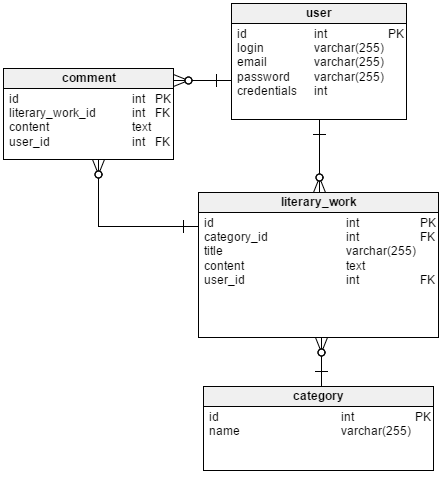 user
id int PK
login varchar(255)
email varchar(255)
password varchar(255)
credentials int
comment
id int PK
literary_work_id int FK
content text
user_id int FK
literary_work
id int PK
category_id int FK
title varchar(255)
content text
user_id int FK
category
id int PK
name varchar(255)